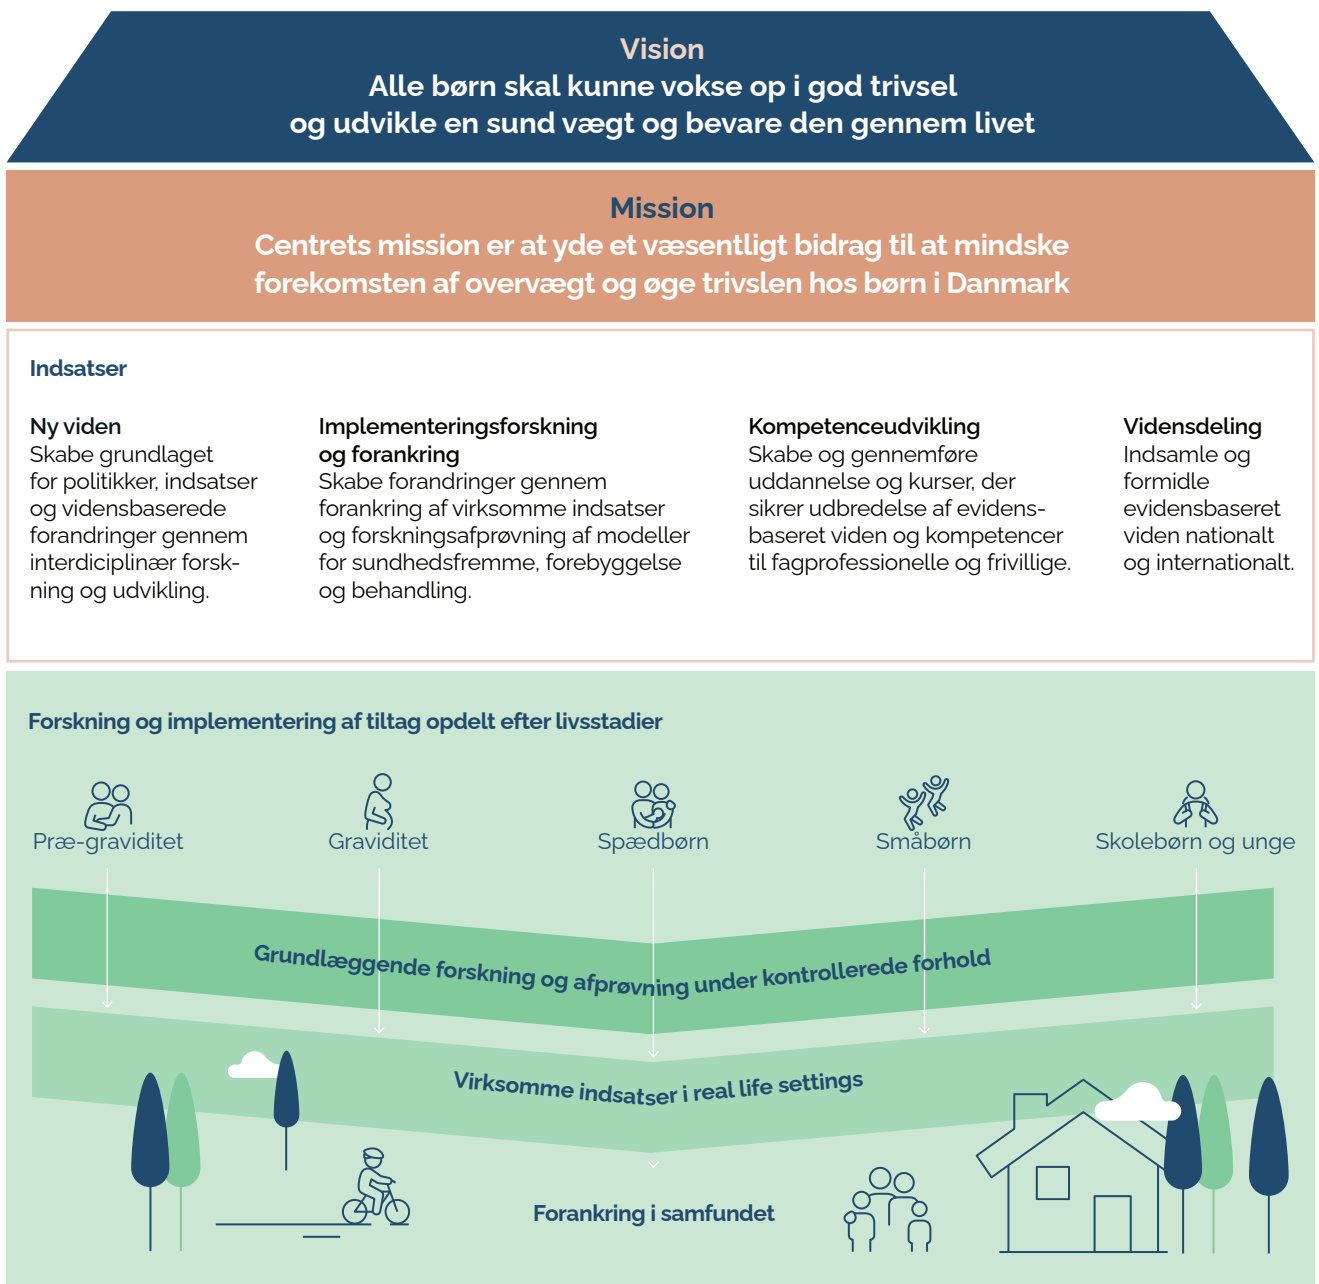 Vision
Alle børn skal kunne vokse op i god trivsel
og udvikle en sund vægt og bevare den gennem livet
Mission
Centrets mission er at yde et væsentligt bidrag til at mindske
forekomsten af overvægt og øge trivslen hos børn i Danmark
Indsatser
Ny viden
Skabe grundlaget
for politikker, indsatser
og vidensbaserede
forandringer gennem
interdiciplinær forsk-
ning og udvikling.
Implementeringsforskning
og forankring
Skabe forandringer gennem
forankring af virksomme indsatser
og forskningsafprøvning af modeller
for sundhedsfremme, forebyggelse
og behandling.
Kompetenceudvikling
Skabe og gennemføre
uddannelse og kurser, der
sikrer udbredelse af evidens-
baseret viden og kompetencer
til fagprofessionelle og frivillige.
Vidensdeling
Indsamle og
formidle
evidensbaseret
viden nationalt
og internationalt.
Forskning og implementering af tiltag opdelt efter livsstadier
Præ-graviditet
Graviditet
Spædbørn
Småbørn
Skolebørn og unge
Grundlæggende forskning og afprøvning under kontrollerede forhold
Virksomme indsatser i real life settings
Forankring i samfundet